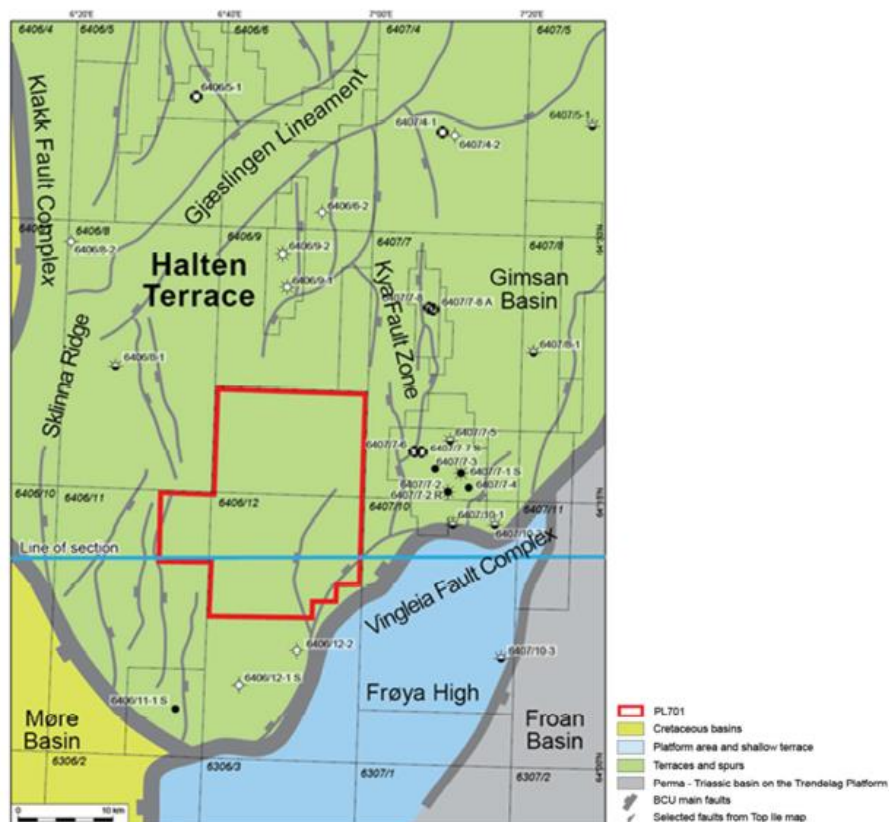 6°20'E
6°40'E
7°00'E
7°20'E
6406/4
6406/5
6406/6
6407/4
6407/5
6406/5-1
6407/5-1
6407/4-1
6407/4-2
Klakk Fault Complex
Gjæslingen Lineament
6406/6-2
6406/8
6406/8-2
6406/9
6406/9-2
6407/7
6407/8
Halten
Terrace
6406/9-1
Gimsan
Basin
Kya Fault Zone
6407/7-8 A
6407/8-1
Sklinna Ridge
6406/8-1
6407/7-5
6407/7-6
6407/7-3
6407/7-1 S
6407/7-2
6407/7-4
6407/7-2 R
6406/10
6406/11
6406/12
6407/10
6407/11
64°15'N
6407/10-1
Line of section
Vingleia Fault Complex
6406/12-2
6407/10-3
6406/12-1 S
Frøya High
6406/11-1 S
Møre
Basin
Froan
Basin
6306/2
6306/3
6307/1
6307/2
64°00'N
0
10 km
PL701
Cretaceous basins
Platform area and shallow terrace
Terraces and spurs
Permo - Triassic basin on the Trøndelag Platform
BCU main faults
Selected faults from Top Ile map